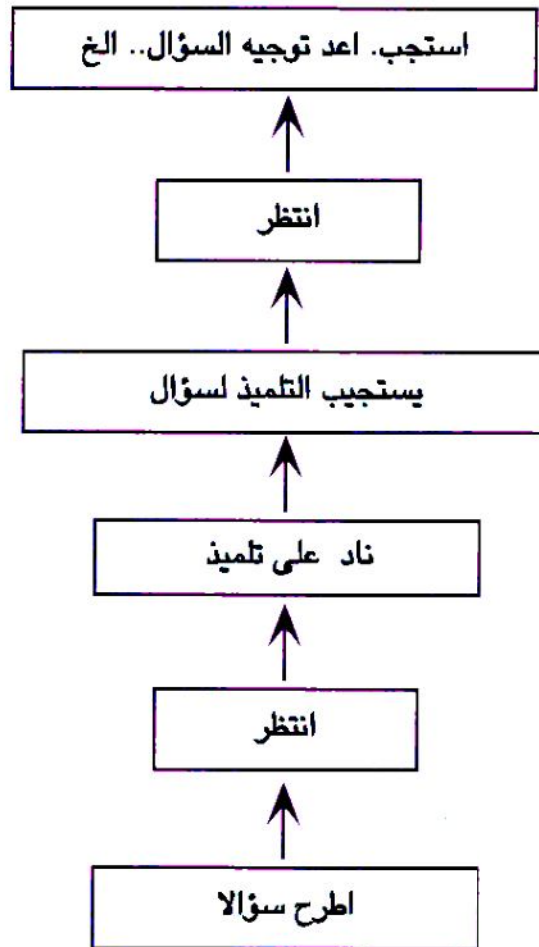 استجب. اعد توجيه السؤال.. الخ
انتظر
يستجيب التلميذ لسؤال
ناد على تلميذ
انتظر
اطرح سؤالا